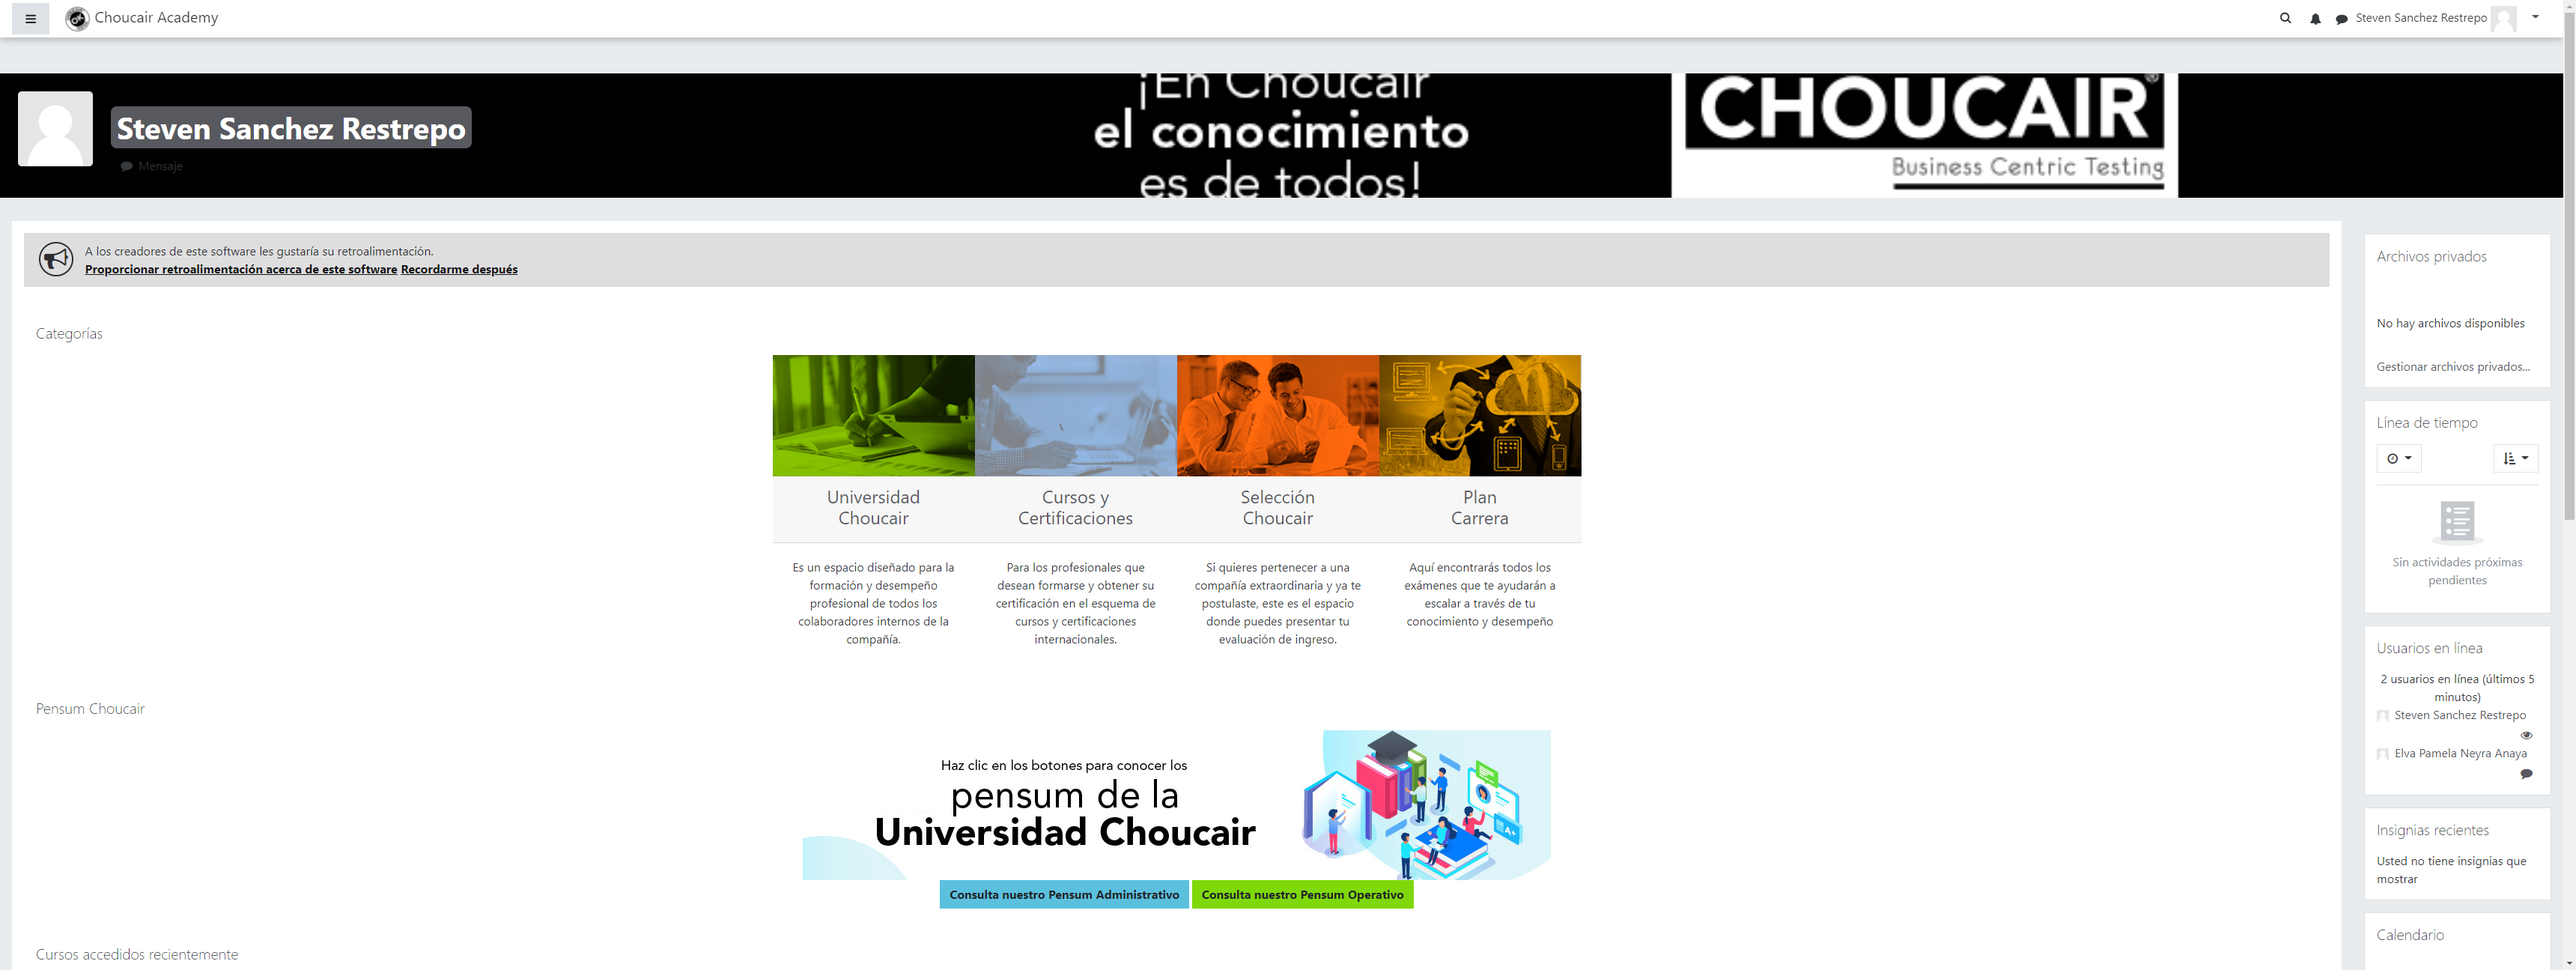 Choucair Academy
Steven Sanchez Restrepo
Steven Sanchez Restrepo
Mensaje
¡En Choucair
el conocimiento
es de todos!
CHOUCAIR®
Business Centric Testing
A los creadores de este software les gustaría su retroalimentación.
Proporcionar retroalimentación acerca de este software Recordarme después
Categorías
Universidad
Choucair
Es un espacio diseñado para la
formación y desempeño
profesional de todos los
colaboradores internos de la
compañía.
Cursos y
Certificaciones
Para los profesionales que
desean formarse y obtener su
certificación en el esquema de
cursos y certificaciones
internacionales.
Selección
Choucair
Si quieres pertenecer a una
compañía extraordinaria y ya te
postulaste, este es el espacio
donde puedes presentar tu
evaluación de ingreso.
Plan
Carrera
Aquí encontrarás todos los
exámenes que te ayudarán a
escalar a través de tu
conocimiento y desempeño
Pensum Choucair
Haz clic en los botones para conocer los
pensum de la
Universidad Choucair
A+
Consulta nuestro Pensum Administrativo
Consulta nuestro Pensum Operativo
Cursos accedidos recientemente
Archivos privados
No hay archivos disponibles
Gestionar archivos privados...
Línea de tiempo
Sin actividades próximas
pendientes
Usuarios en línea
2 usuarios en línea (últimos 5
minutos)
Steven Sanchez Restrepo
Elva Pamela Neyra Anaya
Insignias recientes
Usted no tiene insignias que
mostrar
Calendario